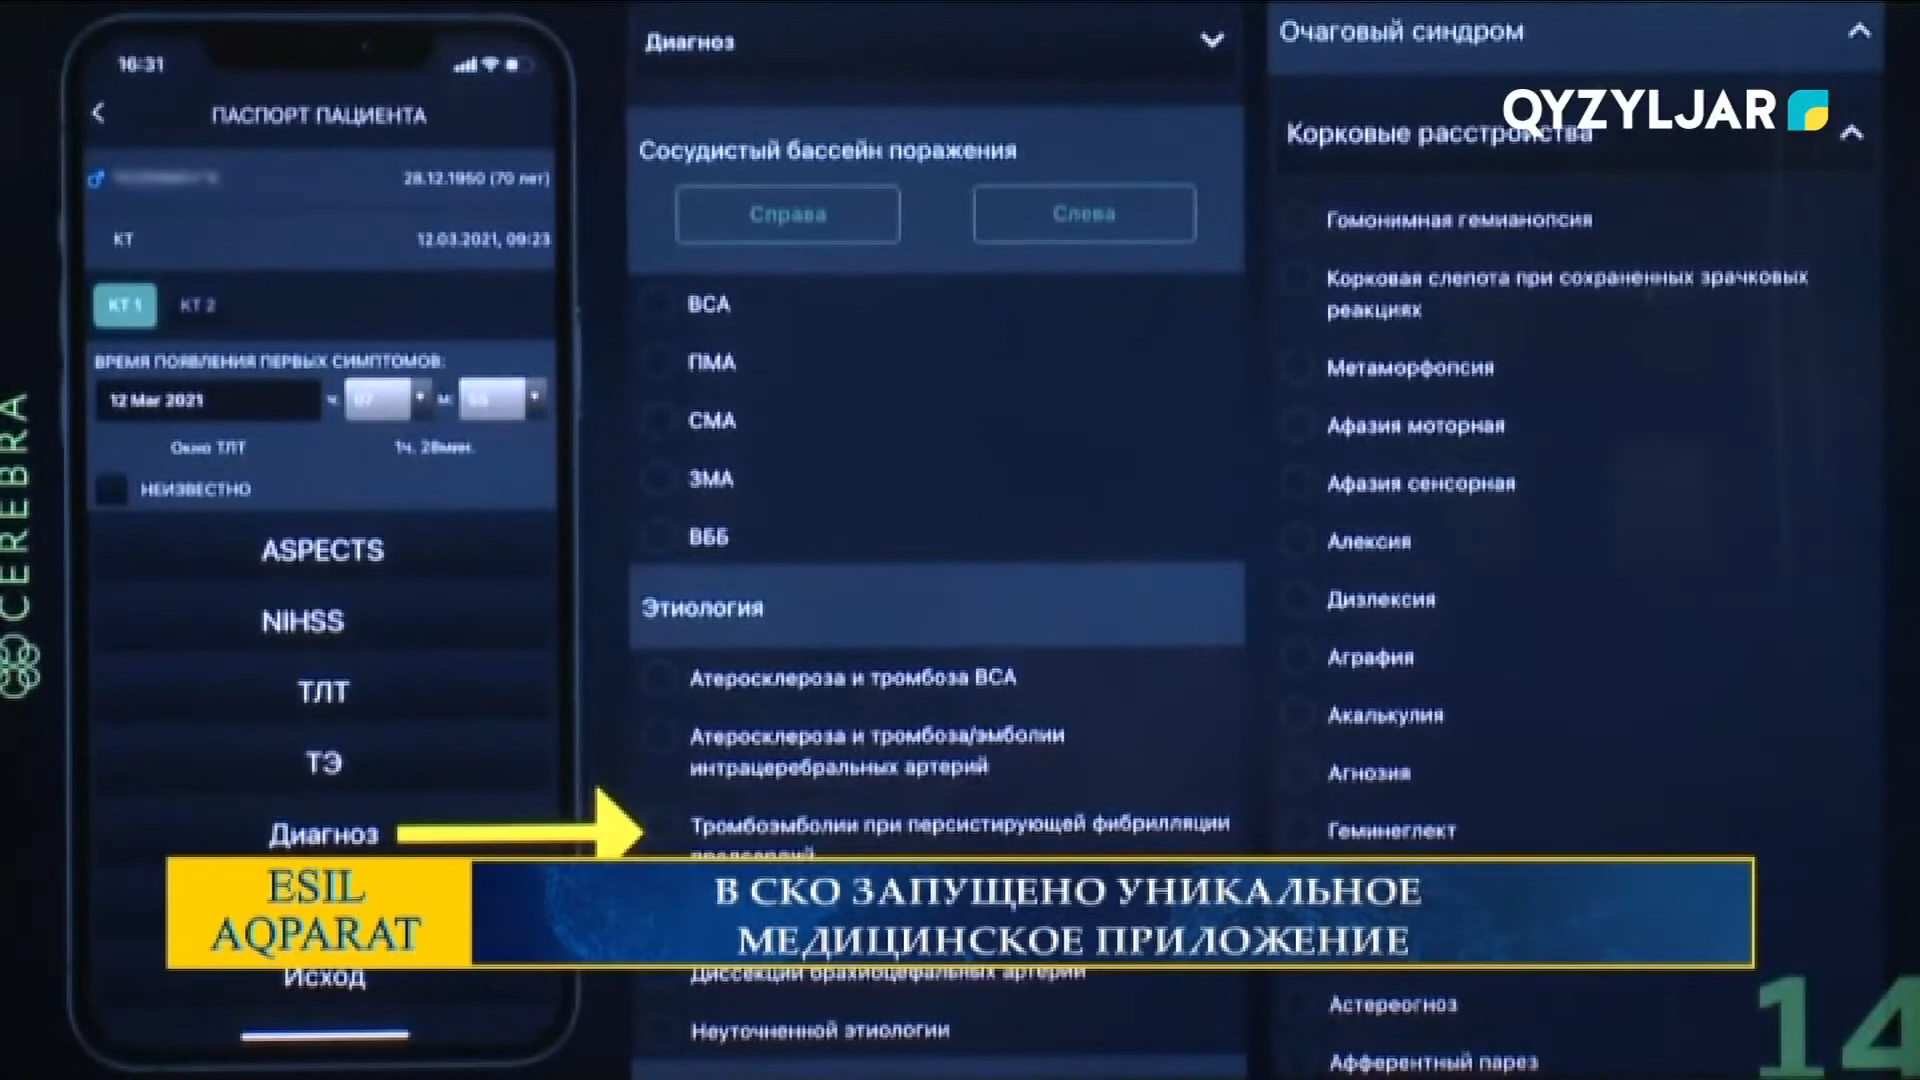 16:31
ПАСПОРТ ПАЦИЕНТА
28.12.1950 (70 лет)
КТ
12.03.2021, 09:23
КТ 1
КТ 2
ВРЕМЯ ПОЯВЛЕНИЯ ПЕРВЫХ СИМПТОМОВ:
12 Mar 2021
ч.
07
м:
55
Окно ТЛТ
1ч. 28мин.
НЕИЗВЕСТНО
ASPECTS
NIHSS
ТЛТ
ТЭ
Диагноз
Исход
CEREBRA
Диагноз
Сосудистый бассейн поражения
Справа
Слева
ВСА
ПМА
СМА
ЗМА
ВББ
Этиология
Атеросклероза и тромбоза ВСА
Атеросклероза и тромбоза/эмболии
интрацеребральных артерий
Тромбоэмболии при персистирующей фибрилляции
предсердий
Диссекции брахиоцефальных артерий
Неуточненной этиологии
Очаговый синдром
QYZYLJAR
Корковые расстройства
Гомонимная гемианопсия
Корковая слепота при сохраненных зрачковых
реакциях
Метаморфопсия
Афазия моторная
Афазия сенсорная
Алексия
Дизлексия
Аграфия
Акалькулия
Агнозия
Геминеглект
Астереогноз
Афферентный парез
14
ESIL
AQPARAT
В СКО ЗАПУЩЕНО УНИКАЛЬНОЕ
МЕДИЦИНСКОЕ ПРИЛОЖЕНИЕ